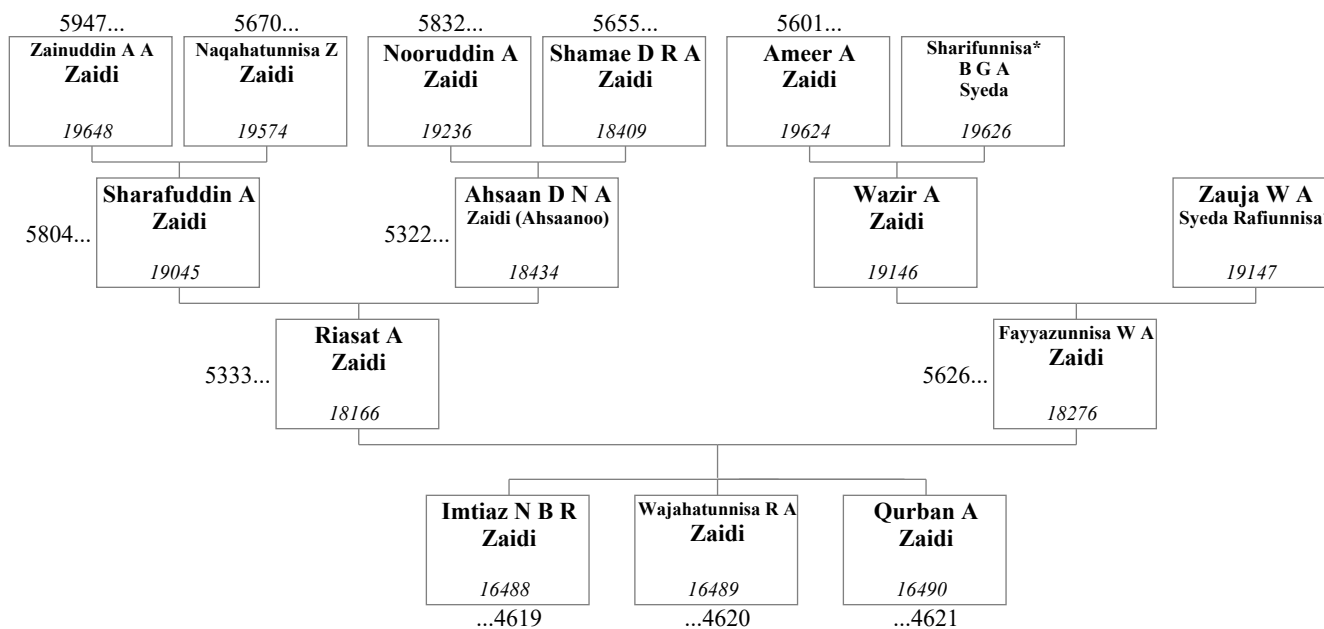 5947...
5670...
5832...
5655...
5601...
Zainuddin A A
Zaidi
19648
Naqahatunnisa Z
Zaidi
19574
Nooruddin A
Zaidi
19236
Shamae D R A
Zaidi
18409
Ameer A
Zaidi
19624
Sharifunnisa*
B G A
Syeda
19626
5804...
Sharafuddin A
Zaidi
19045
5322...
Ahsaan D N A
Zaidi (Ahsaanoo)
18434
Wazir A
Zaidi
19146
Zauja W A
Syeda Rafiunnisa*
19147
5333...
Riasat A
Zaidi
18166
5626...
Fayyazunnisa W A
Zaidi
18276
Imtiaz N B R
Zaidi
16488
...4619
Wajahatunnisa R A
Zaidi
16489
...4620
Qurban A
Zaidi
16490
...4621